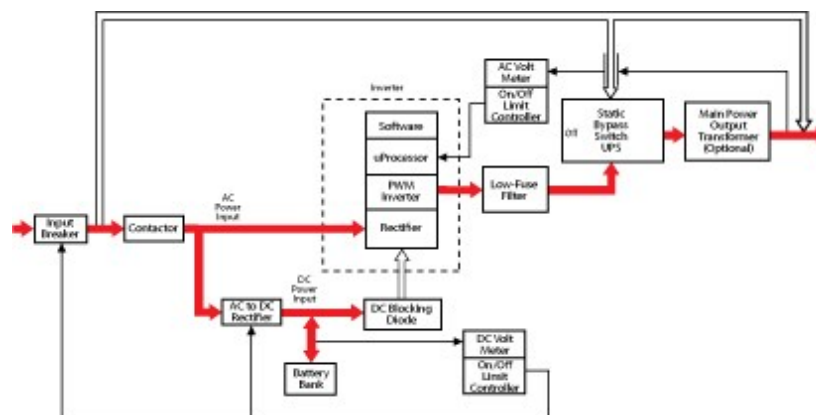 Inverter
AC Volt
Meter
On/Off
Limit
Controller
Software
uProcessor
PWM
Inverter
Rectifier
Static
Bypass
Switch
UPS
Main Power
Output
Transformer
(Optional)
Low-Fuse
Filter
AC
Power
Input
Input
Breaker
Contactor
DC
Power
Input
AC to DC
Rectifier
DC Blocking
Diode
DC Volt
Meter
On/Off
Limit
Controller
Battery
Bank